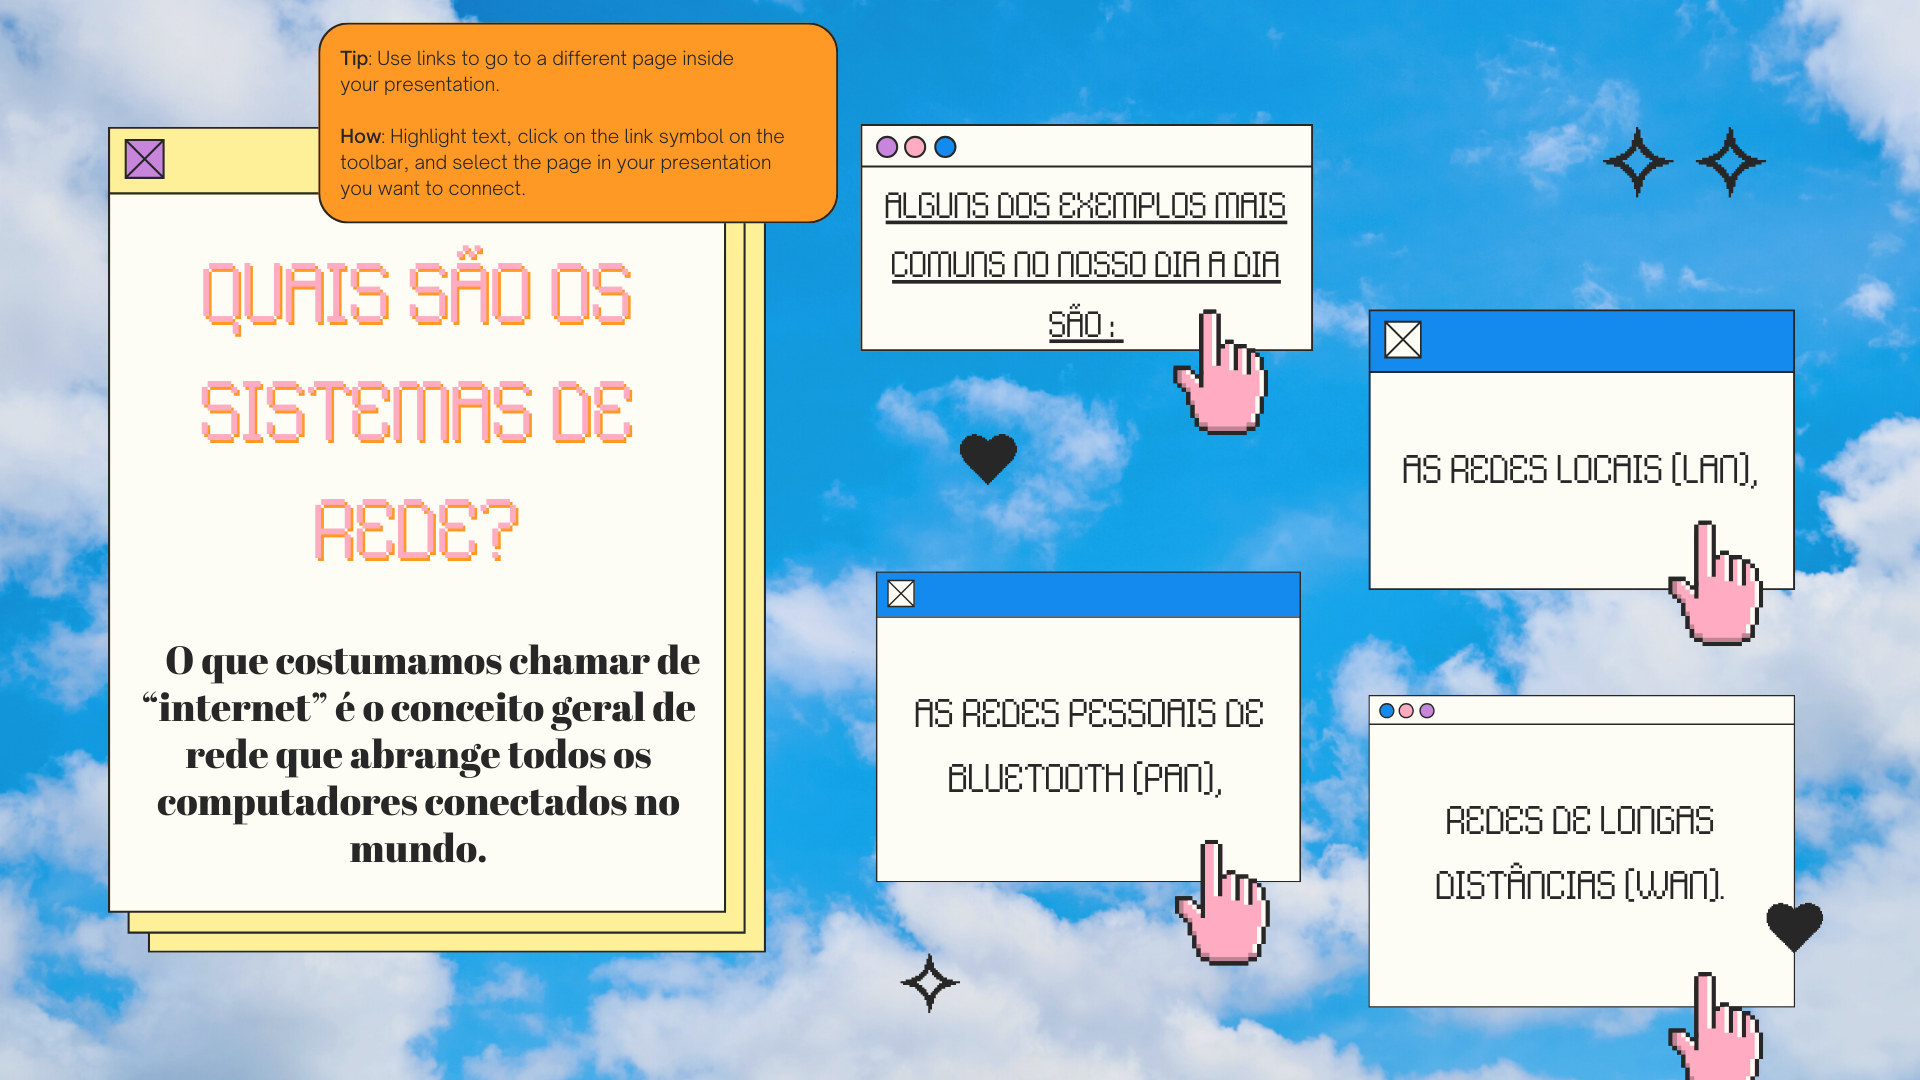 Tip: Use links to go to a different page inside
your presentation.
How: Highlight text, click on the link symbol on the
toolbar, and select the page in your presentation
you want to connect.
QUAIS SÃO OS
SISTEMAS DE
REDE?
O que costumamos chamar de
“internet” é o conceito geral de
rede que abrange todos os
computadores conectados no
mundo.
ALGUNS DOS EXEMPLOS MAIS
COMUNS NO NOSSO DIA A DIA
SÃO :
AS REDES LOCAIS (LAN),
AS REDES PESSOAIS DE
BLUETOOTH (PAN),
REDES DE LONGAS
DISTÂNCIAS (WAN).